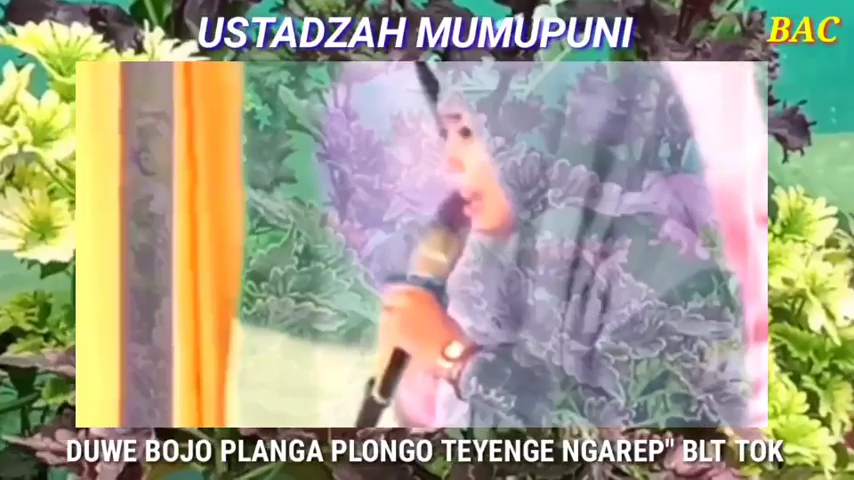 USTADZAH MUMUPUNI
BAC
DUWE BOJO PLANGA PLONGO TEYENGE NGAREP" BLT TOK